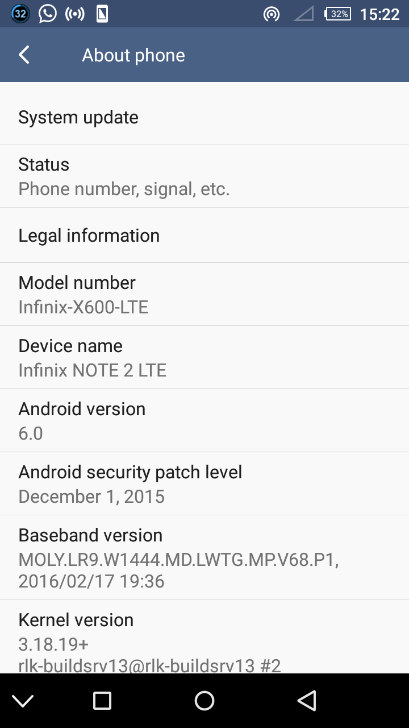 32 32% 15:22
About phone
System update
Status
Phone number, signal, etc.
Legal information
Model number
Infinix-X600-LTE
Device name
Infinix NOTE 2 LTE
Android version
6.0
Android security patch level
December 1, 2015
Baseband version
MOLY.LR9.W1444.MD.LWTG.MP.V68.P1,
2016/02/17 19:36
Kernel version
3.18.19+
rlk-buildsrv13@rlk-buildsrv13 #2